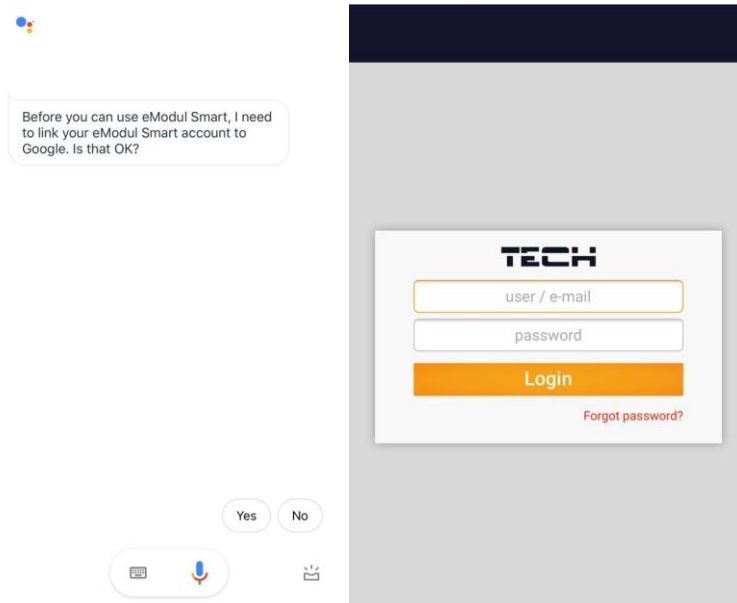 Before you can use eModul Smart, I need
to link your eModul Smart account to
Google. Is that OK?
Yes
No
TECH
user / e-mail
password
Login
Forgot password?